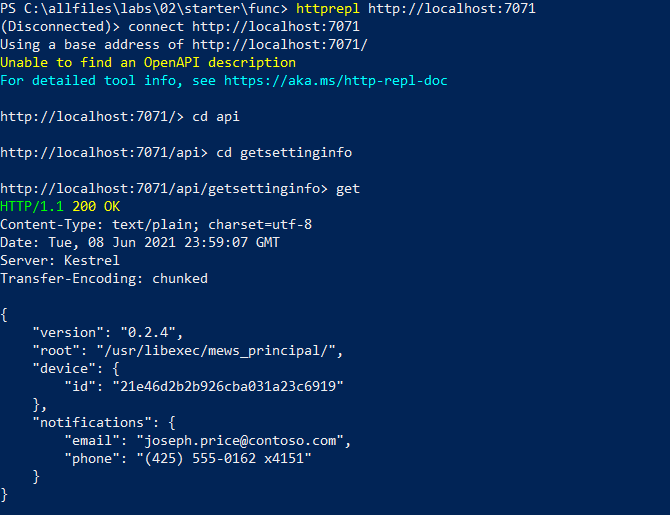 PS C:\allfiles\labs\02\starter\func> httprepl http://localhost:7071
(Disconnected)> connect http://localhost:7071
Using a base address of http://localhost:7071/
Unable to find an OpenAPI description
For detailed tool info, see https://aka.ms/http-repl-doc
http://localhost:7071/> cd api
http://localhost:7071/api> cd getsettinginfo
http://localhost:7071/api/getsettinginfo> get
HTTP/1.1 200 OK
Content-Type: text/plain; charset=utf-8
Date: Tue, 08 Jun 2021 23:59:07 GMT
Server: Kestrel
Transfer-Encoding: chunked
{
    "version": "0.2.4",
    "root": "/usr/libexec/mews_principal/",
    "device": {
        "id": "21e46d2b2b926cba031a23c6919"
    },
    "notifications": {
        "email": "joseph.price@contoso.com",
        "phone": "(425) 555-0162 x4151"
    }
}